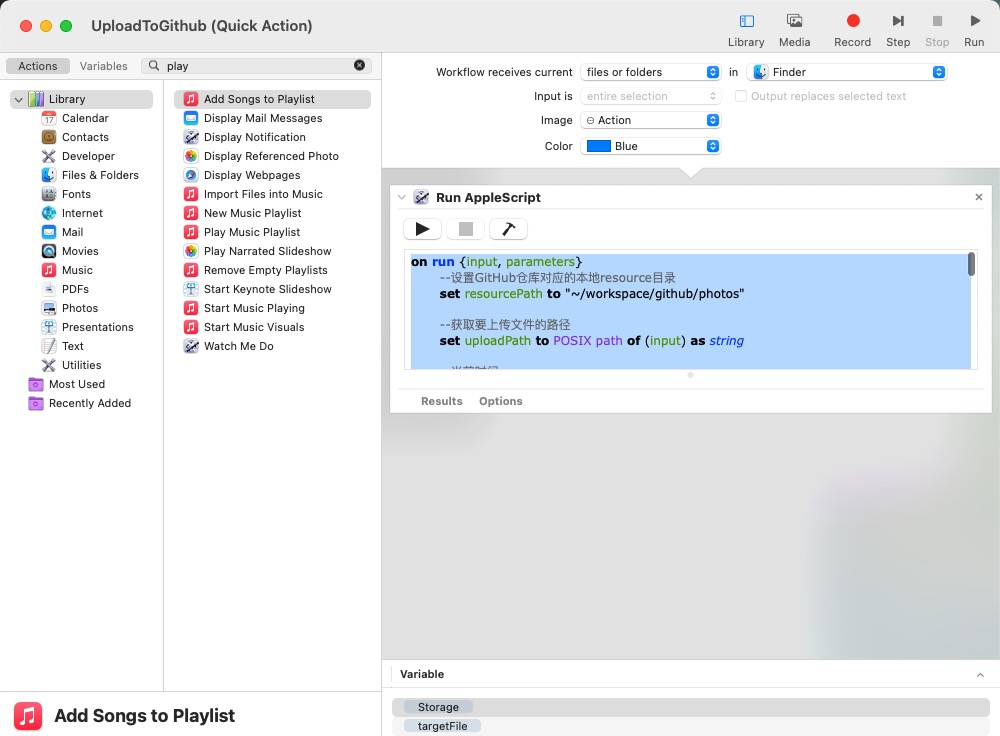 UploadToGithub (Quick Action)
Library
Media
Record
Step
Stop
Run
Actions
Variables
play
Library
Calendar
Contacts
Developer
Files & Folders
Fonts
Internet
Mail
Movies
Music
PDFs
Photos
Presentations
Text
Utilities
Most Used
Recently Added
Add Songs to Playlist
Display Mail Messages
Display Notification
Display Referenced Photo
Display Webpages
Import Files into Music
New Music Playlist
Play Music Playlist
Play Narrated Slideshow
Remove Empty Playlists
Start Keynote Slideshow
Start Music Playing
Start Music Visuals
Watch Me Do
Add Songs to Playlist
Workflow receives current files or folders in Finder
Input is entire selection Output replaces selected text
Image Action
Color Blue
Run AppleScript
on run {input, parameters}
--设置GitHub仓库对应的本地resource目录
set resourcePath to "~/workspace/github/photos"
--获取要上传文件的路径
set uploadPath to POSIX path of (input) as string
Results Options
Variable
Storage
targetFile